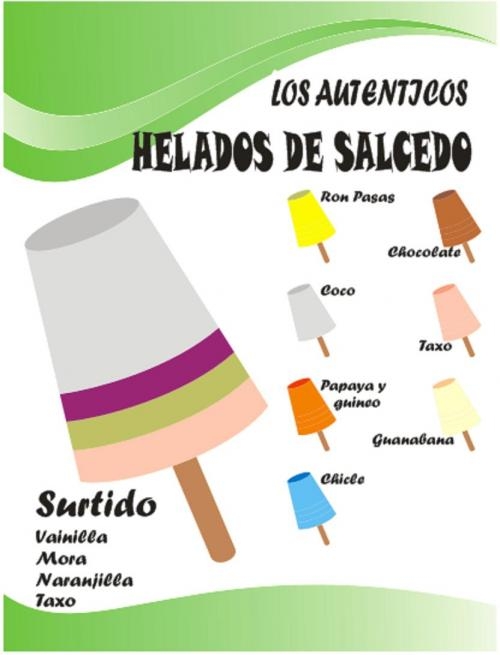 LOS AUTENTICOS
HELADOS DE SALCEDO
Ron Pasas
Chocolate
Coco
Taxo
Papaya y
guineo
Guanabana
Chicle
Surtido
Vainilla
Mora
Naranjilla
Taxo